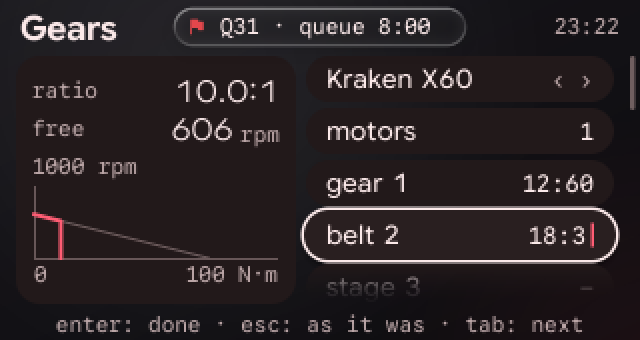 Gears
Q31 · queue 8:00
23:22
ratio 10.0:1
free 606 rpm
1000 rpm
0 100 N·m
Kraken X60 ‹ ›
motors 1
gear 1 12:60
belt 2 18:3
stage 3 –
enter: done · esc: as it was · tab: next